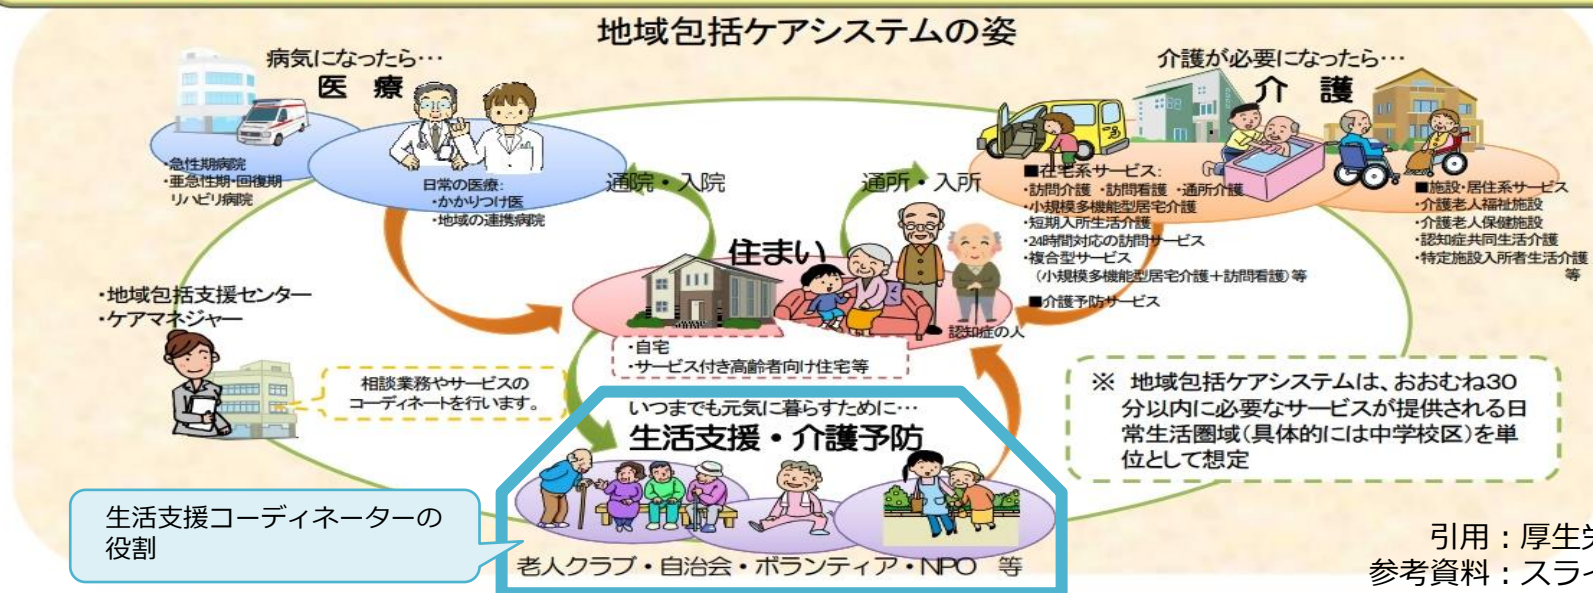 地域包括ケアシステムの姿
病気になったら…
医 療
・急性期病院
・亜急性期・回復期
リハビリ病院
日常の医療：
・かかりつけ医
・地域の連携病院
通院・入院
通所・入所
介護が必要になったら…
介 護
■在宅系サービス：
・訪問介護 ・訪問看護 ・通所介護
・小規模多機能型居宅介護
・短期入所生活介護
・24時間対応の訪問サービス
・複合型サービス
（小規模多機能型居宅介護＋訪問看護）等
■介護予防サービス
■施設・居住系サービス
・介護老人福祉施設
・介護老人保健施設
・認知症共同生活介護
・特定施設入所者生活介護
等
住まい
認知症の人
・自宅
・サービス付き高齢者向け住宅等
・地域包括支援センター
・ケアマネジャー
相談業務やサービスの
コーディネートを行います。
いつまでも元気に暮らすために…
生活支援・介護予防
老人クラブ・自治会・ボランティア・NPO 等
生活支援コーディネーターの
役割
※ 地域包括ケアシステムは、おおむね30
分以内に必要なサービスが提供される日
常生活圏域（具体的には中学校区）を単
位として想定
引用：厚生
参考資料：スラ